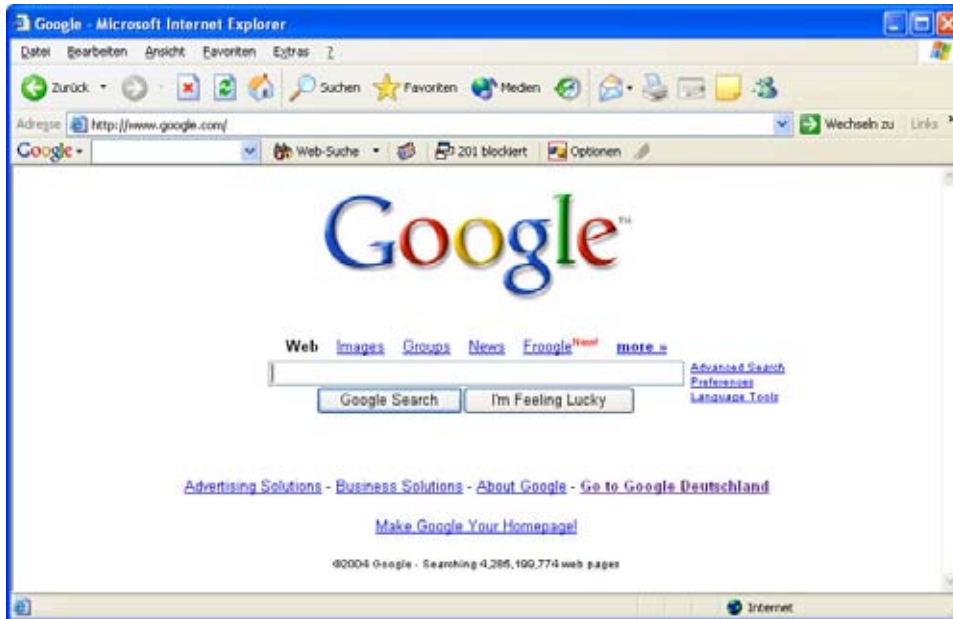 Google - Microsoft Internet Explorer
Datei Bearbeiten Ansicht Favoriten Extras ?
Zurück Suchen Favoriten Medien
Adresse http://www.google.com/ Wechseln zu Links »
Google Web-Suche 201 blockiert Optionen
Google™
Web Images Groups News Froogle New! more »
Advanced Search
Preferences
Google Search I'm Feeling Lucky Language Tools
Advertising Solutions - Business Solutions - About Google - Go to Google Deutschland
Make Google Your Homepage!
©2004 Google - Searching 4,285,199,774 web pages
Internet